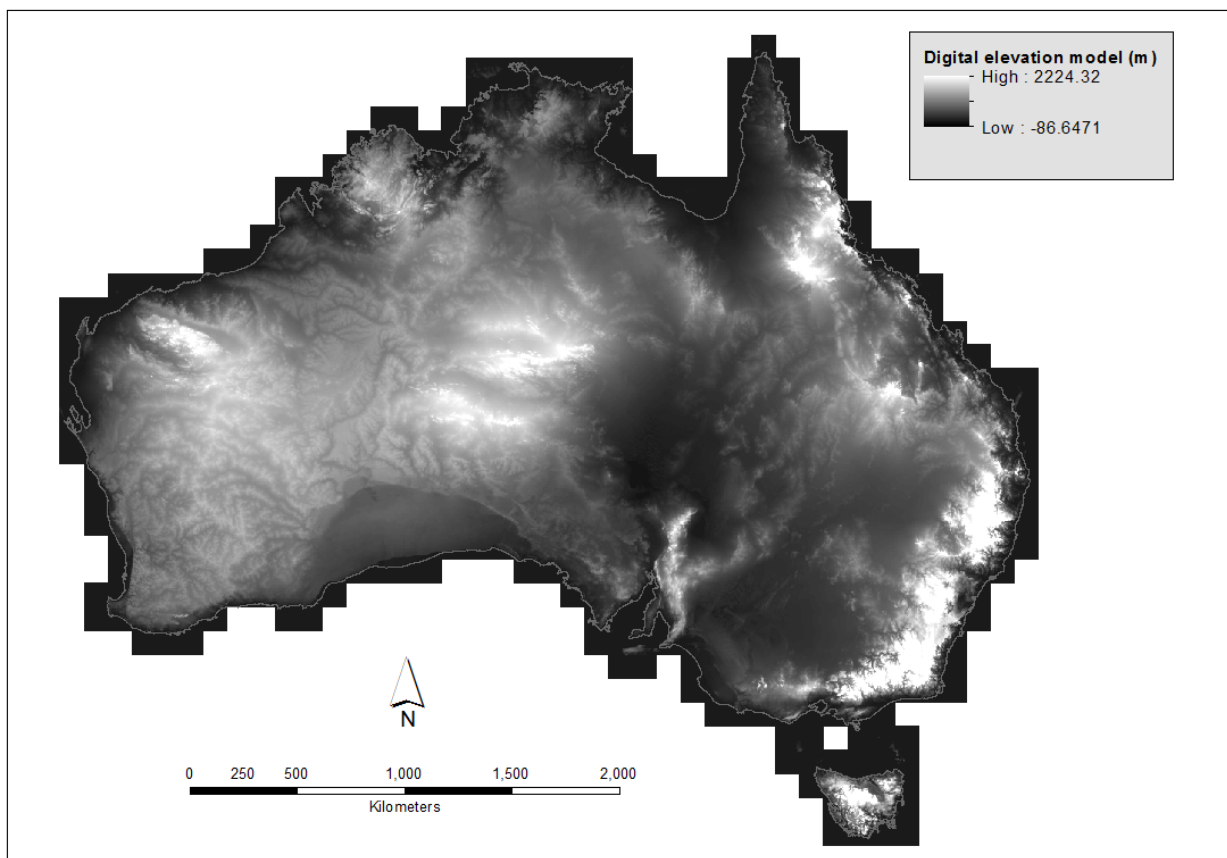 Digital elevation model (m)
High : 2224.32
Low : -86.6471
N
0 250 500 1,000 1,500 2,000
Kilometers